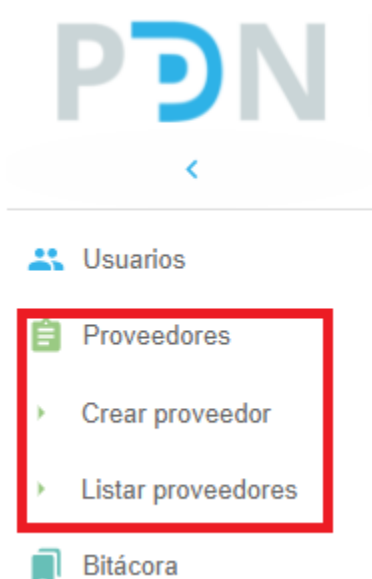 PDN
Usuarios
Proveedores
Crear proveedor
Listar proveedores
Bitácora